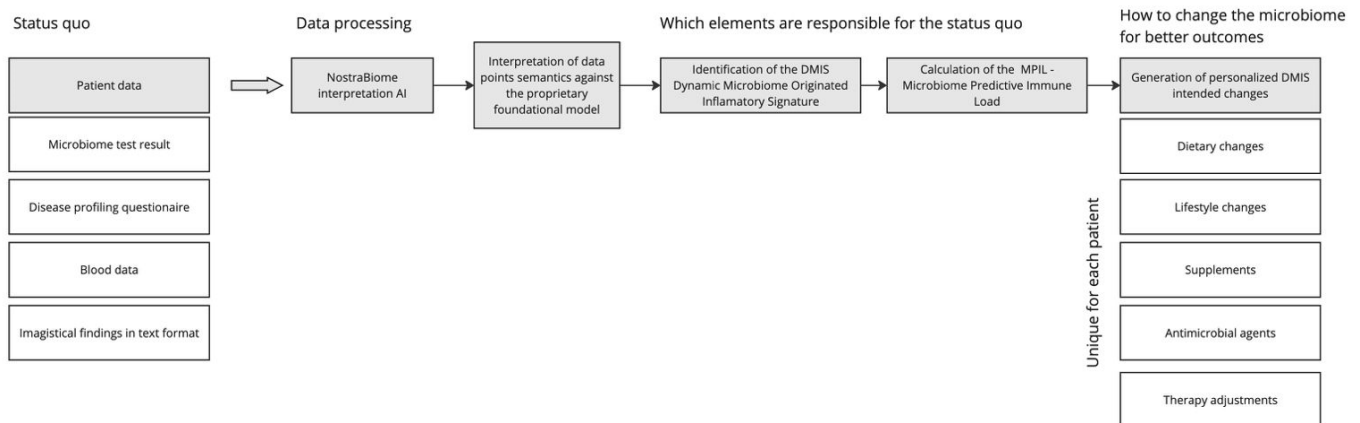 Status quo
Patient data
Microbiome test result
Disease profiling questionaire
Blood data
Imagistical findings in text format
Data processing
NostraBiome
interpretation AI
Interpretation of data
points semantics against
the proprietary
foundational model
Which elements are responsible for the status quo
Identification of the DMIS
Dynamic Microbiome Originated
Inflamatory Signature
Calculation of the MPIL -
Microbiome Predictive Immune
Load
How to change the microbiome
for better outcomes
Generation of personalized DMIS
intended changes
Unique for each patient
Dietary changes
Lifestyle changes
Supplements
Antimicrobial agents
Therapy adjustments